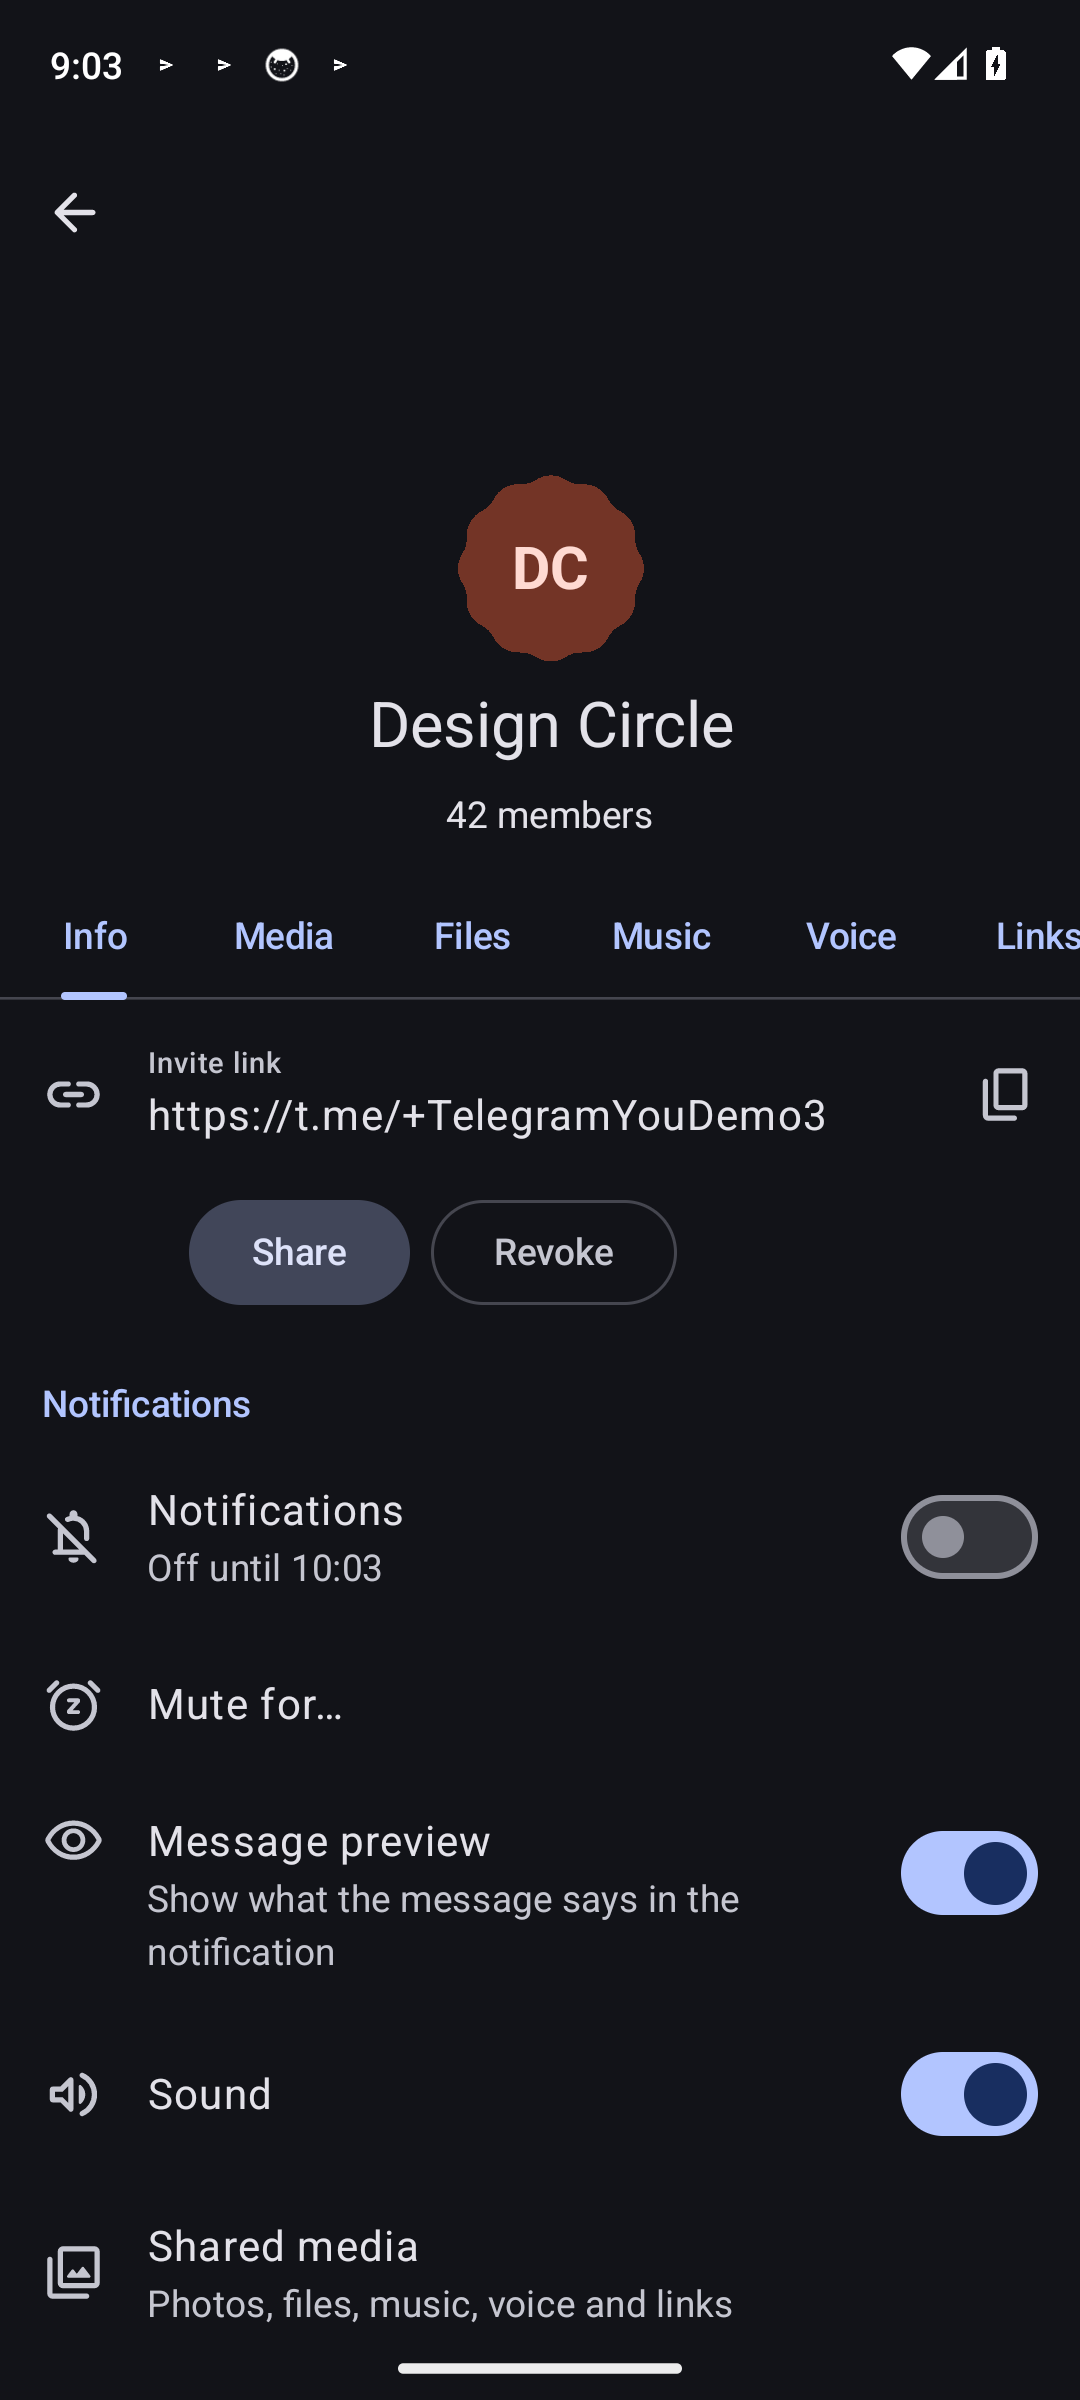 9:03
DC
Design Circle
42 members
Info Media Files Music Voice Links
Invite link
https://t.me/+TelegramYouDemo3
Share Revoke
Notifications
Notifications
Off until 10:03
Mute for...
Message preview
Show what the message says in the
notification
Sound
Shared media
Photos, files, music, voice and links